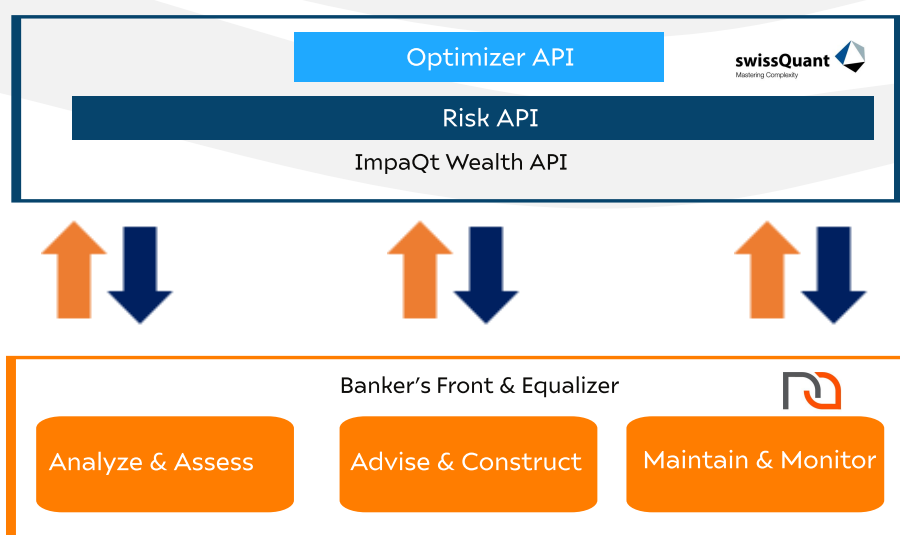 Optimizer API
swissQuant
Mastering Complexity
Risk API
ImpaQt Wealth API
Banker's Front & Equalizer
Analyze & Assess
Advise & Construct
Maintain & Monitor